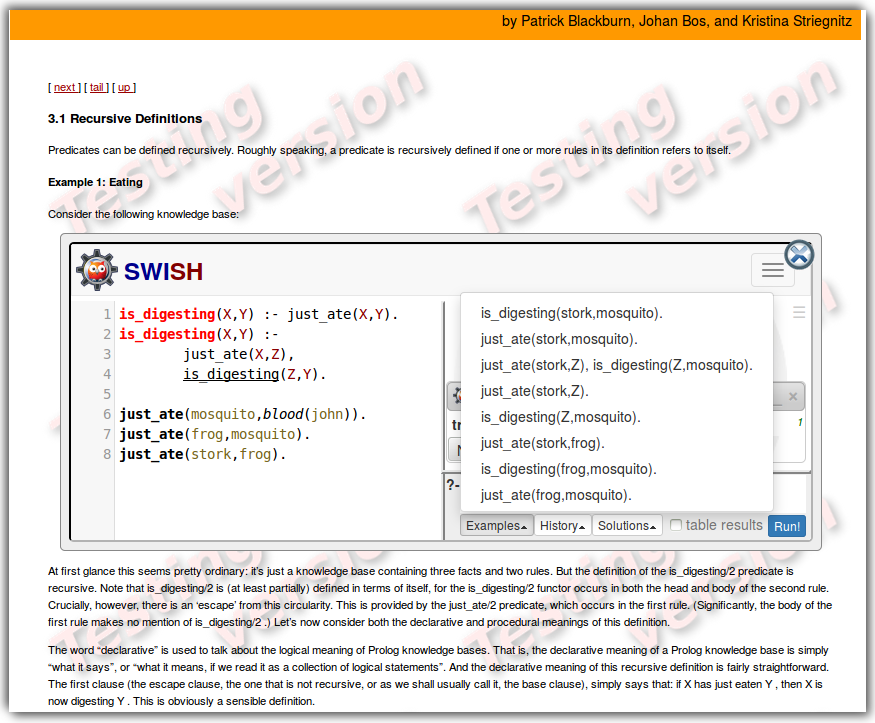 by Patrick Blackburn, Johan Bos, and Kristina Striegnitz
[ next ] [ tail ] [ up ]
3.1 Recursive Definitions
Predicates can be defined recursively. Roughly speaking, a predicate is recursively defined if one or more rules in its definition refers to itself.
Example 1: Eating
Consider the following knowledge base:
SWISH
1 is_digesting(X,Y) :- just_ate(X,Y).
2 is_digesting(X,Y) :-
3 just_ate(X,Z),
4 is_digesting(Z,Y).
5
6 just_ate(mosquito,blood(john)).
7 just_ate(frog,mosquito).
8 just_ate(stork,frog).
is_digesting(stork,mosquito).
just_ate(stork,mosquito).
just_ate(stork,Z), is_digesting(Z,mosquito).
just_ate(stork,Z).
is_digesting(Z,mosquito).
just_ate(stork,frog).
is_digesting(frog,mosquito).
just_ate(frog,mosquito).
1
?-
Examples History Solutions table results Run!
At first glance this seems pretty ordinary: it's just a knowledge base containing three facts and two rules. But the definition of the is_digesting/2 predicate is
recursive. Note that is_digesting/2 is (at least partially) defined in terms of itself, for the is_digesting/2 functor occurs in both the head and body of the second rule.
Crucially, however, there is an ‘escape’ from this circularity. This is provided by the just_ate/2 predicate, which occurs in the first rule. (Significantly, the body of the
first rule makes no mention of is_digesting/2 .) Let’s now consider both the declarative and procedural meanings of this definition.
The word “declarative” is used to talk about the logical meaning of Prolog knowledge bases. That is, the declarative meaning of a Prolog knowledge base is simply
“what it says”, or “what it means, if we read it as a collection of logical statements”. And the declarative meaning of this recursive definition is fairly straightforward.
The first clause (the escape clause, the one that is not recursive, or as we shall usually call it, the base clause), simply says that: if X has just eaten Y , then X is
now digesting Y . This is obviously a sensible definition.
Testing version
Testing version
Testing version
Testing version